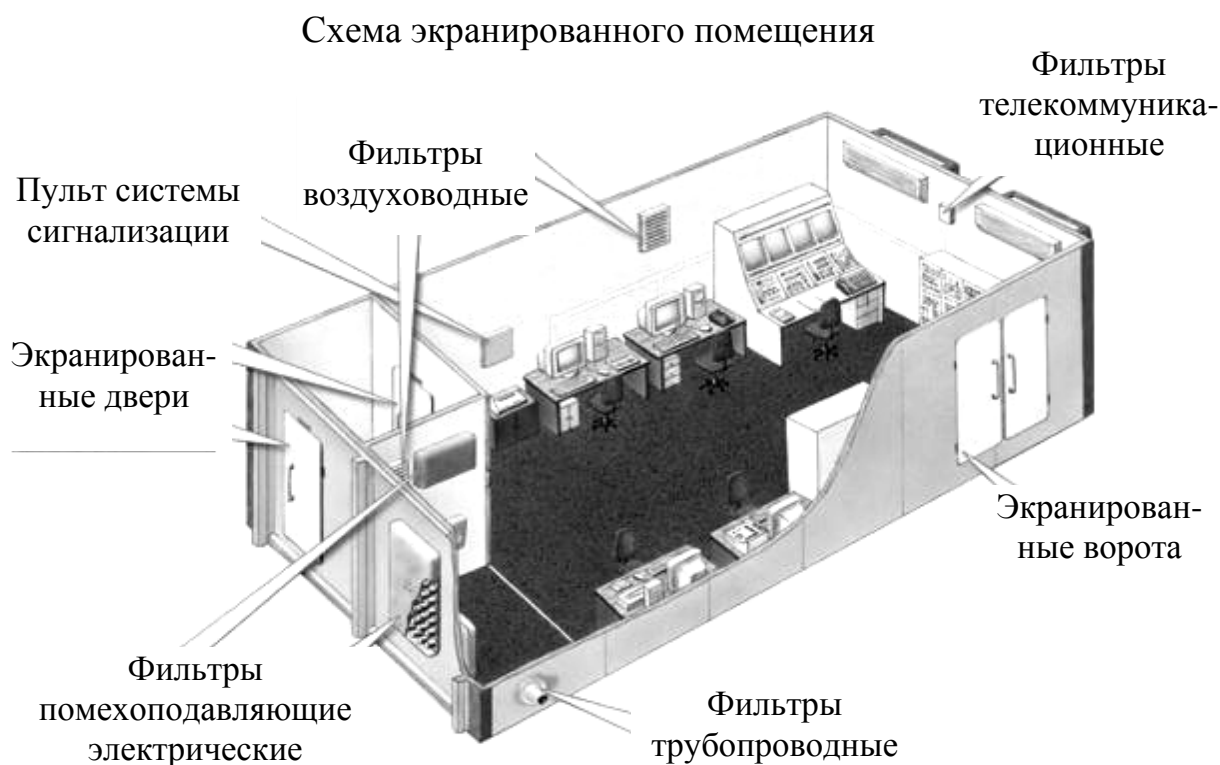 Схема экранированного помещения
Фильтры
телекоммуника-
ционные
Фильтры
воздуховодные
Пульт системы
сигнализации
Экранирован-
ные двери
Экранирован-
ные ворота
Фильтры
помехоподавляющие
электрические
Фильтры
трубопроводные